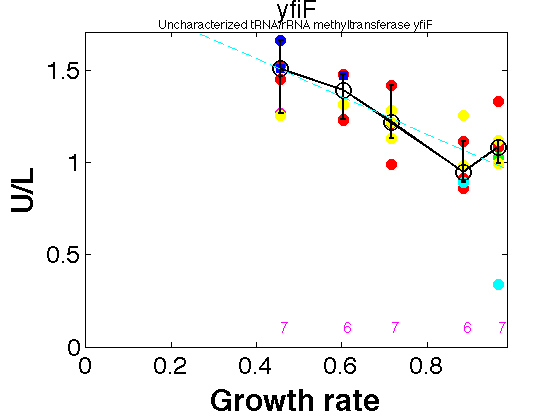 yfiF
Uncharacterized tRNA/rRNA methyltransferase yfiF
1.5
1
0.5
0
U/L
7 6 7 6 7
0 0.2 0.4 0.6 0.8
Growth rate